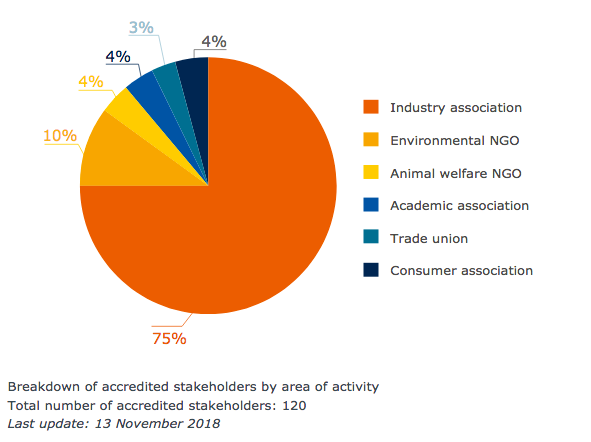 3%
4%
4%
4%
10%
75%
Industry association
Environmental NGO
Animal welfare NGO
Academic association
Trade union
Consumer association
Breakdown of accredited stakeholders by area of activity
Total number of accredited stakeholders: 120
Last update: 13 November 2018